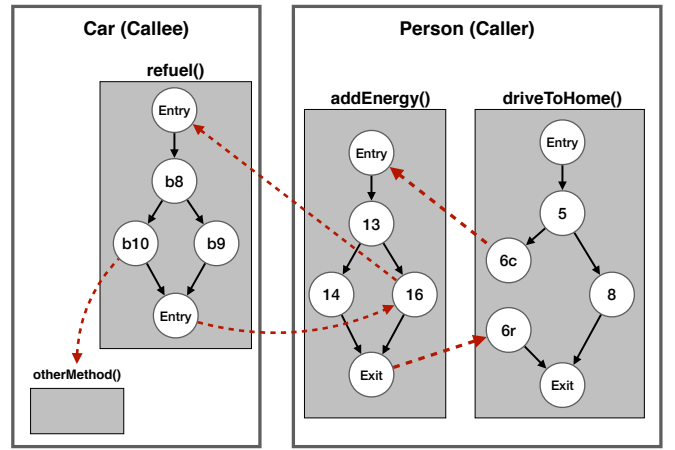 Car (Callee)
refuel()
Entry
b8
b10
b9
Entry
otherMethod()
Person (Caller)
addEnergy()
Entry
13
14
16
Exit
driveToHome()
Entry
5
6c
8
6r
Exit